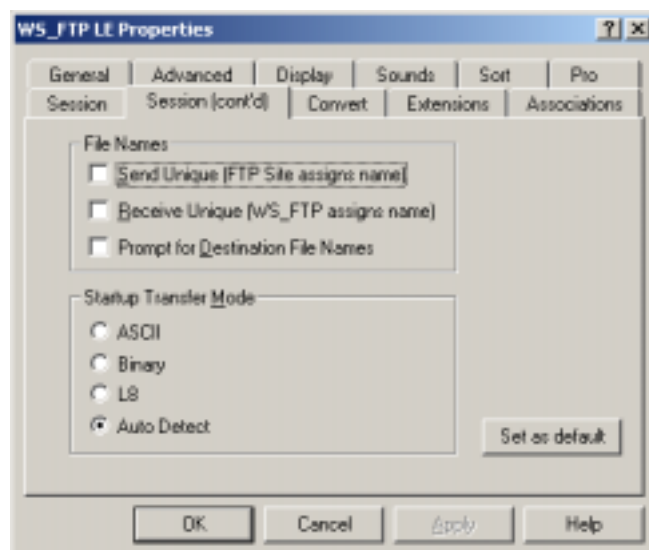 WS_FTP LE Properties
General Advanced Display Sounds Sort Pro
Session Session (cont'd) Convert Extensions Associations
File Names
Send Unique (FTP Site assigns name)
Receive Unique (WS_FTP assigns name)
Prompt for Destination File Names
Startup Transfer Mode
ASCII
Binary
L8
Auto Detect
Set as default
OK Cancel Apply Help